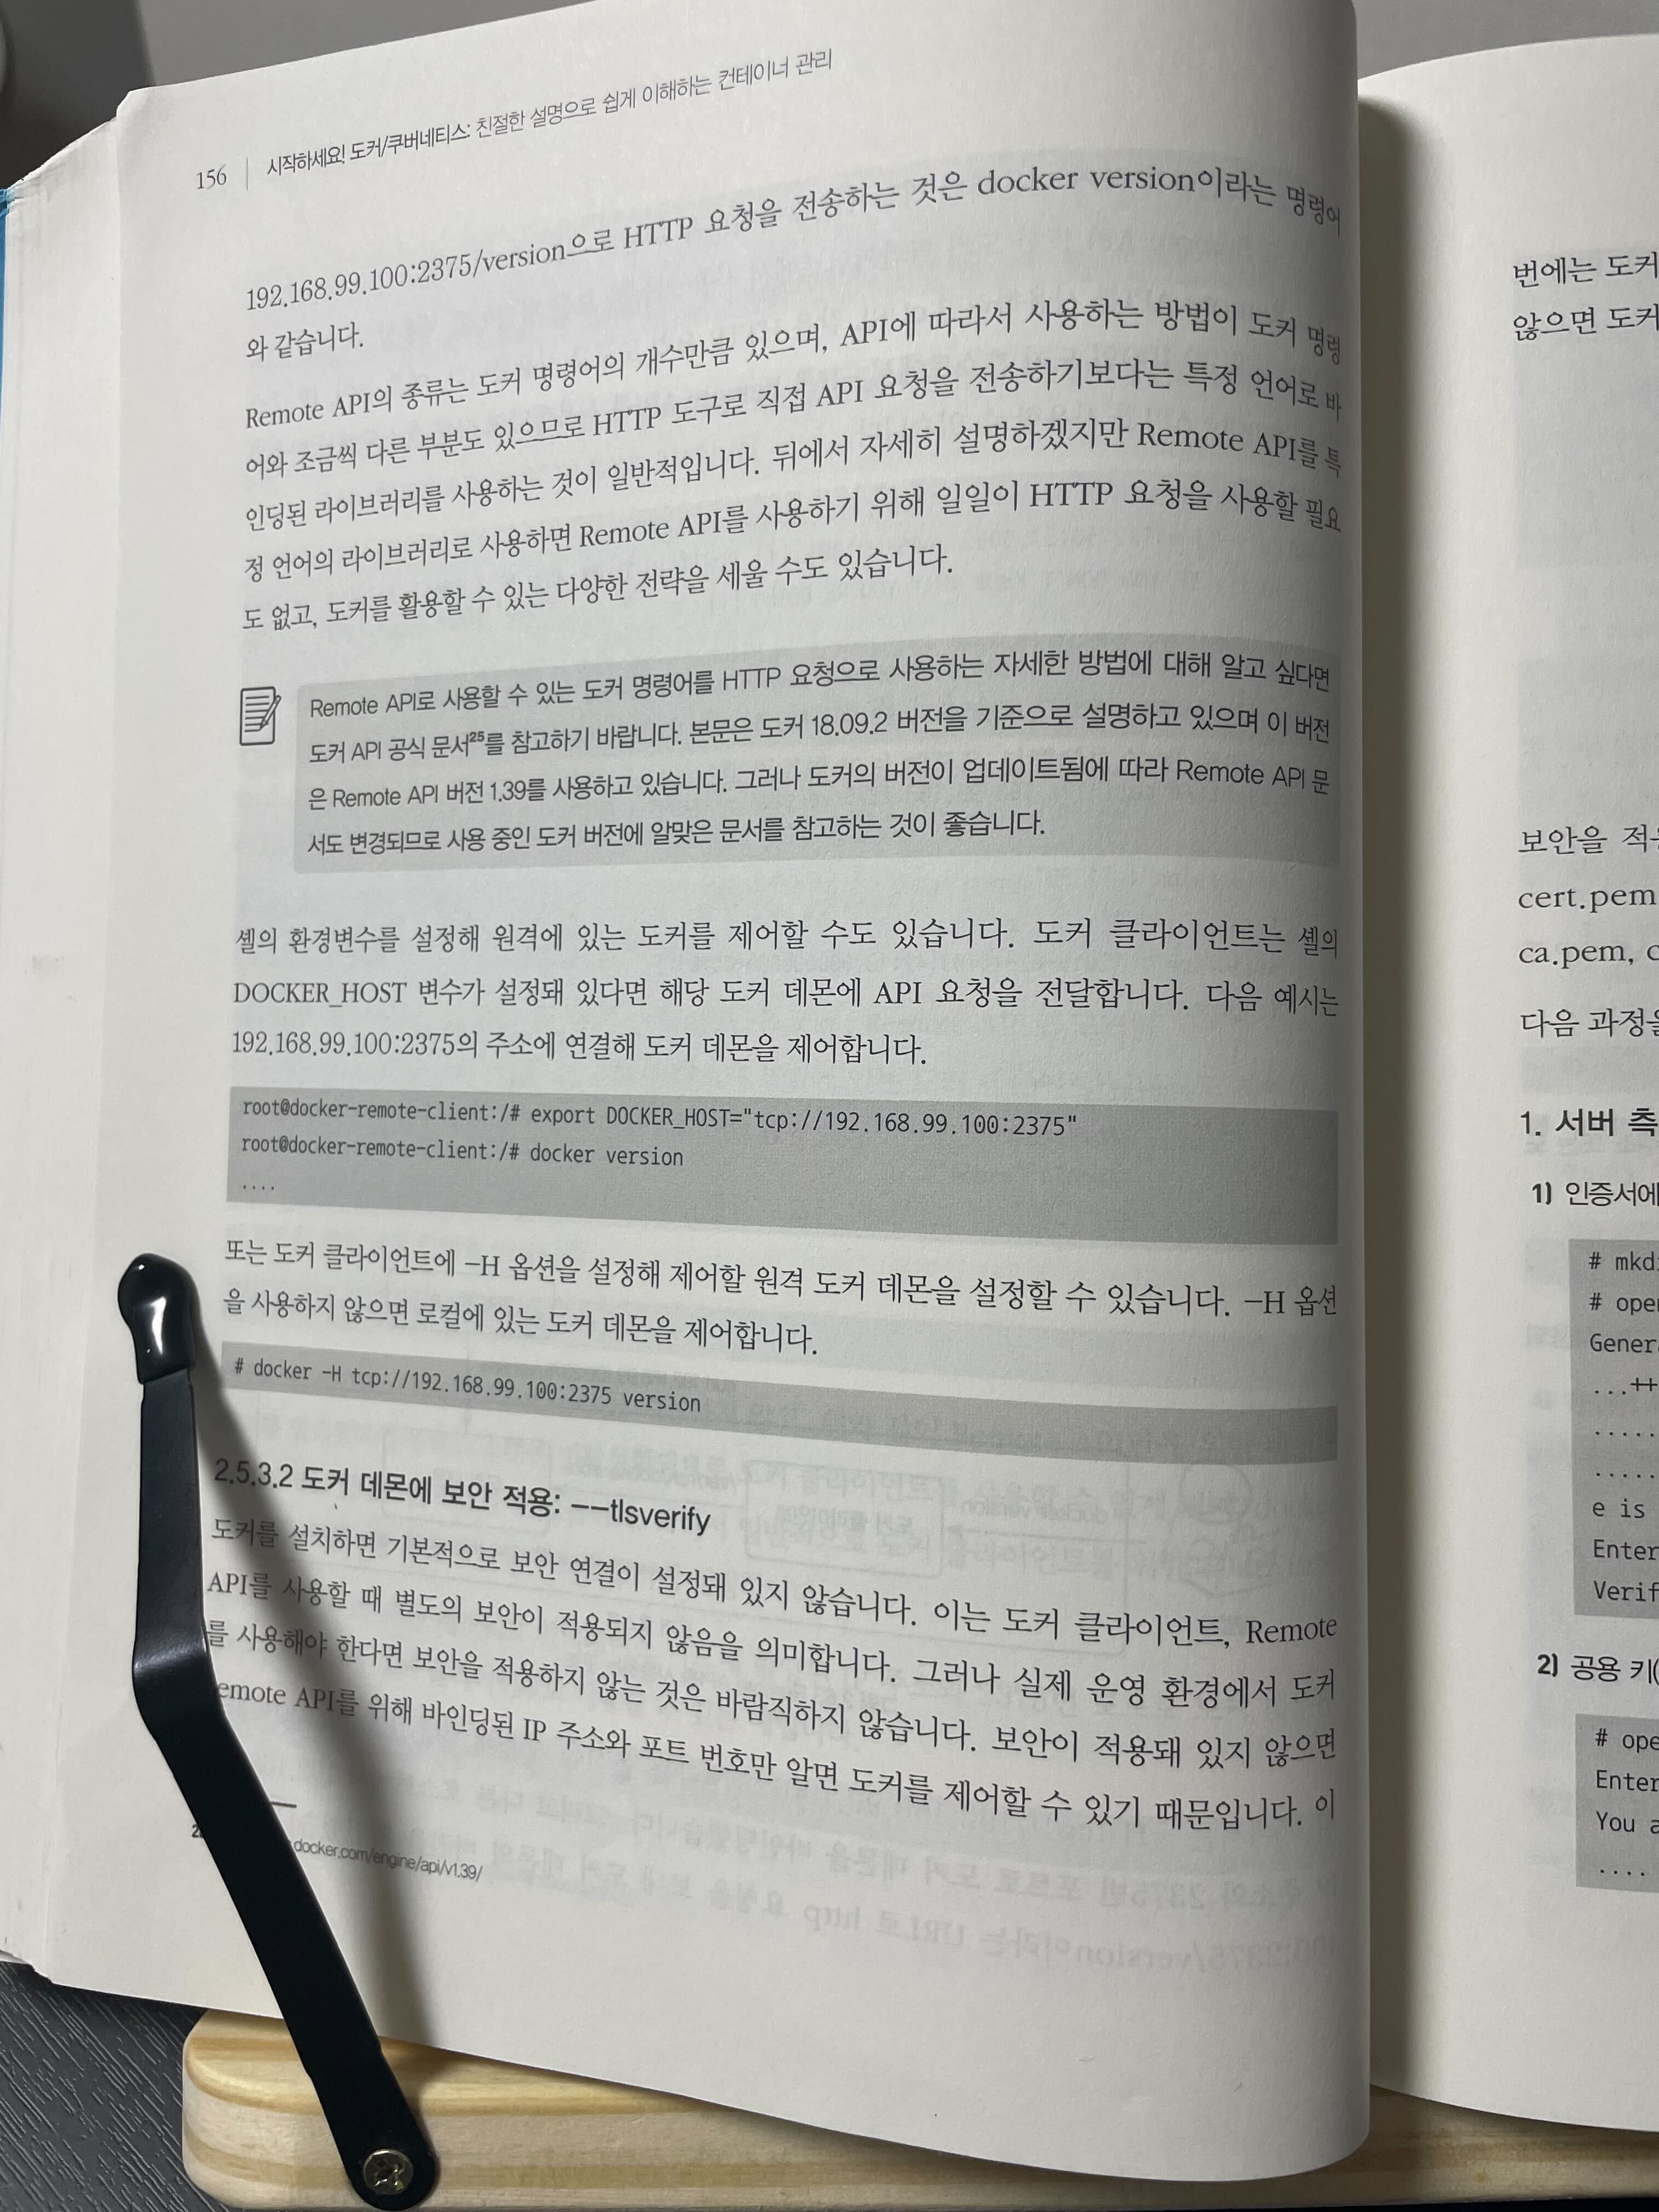 156 시작하세요! 도커/쿠버네티스: 친절한 설명으로 쉽게 이해하는 컨테이너 관리
192.168.99.100:2375/version으로 HTTP 요청을 전송하는 것은 docker version이라는 명령어
와 같습니다.
Remote API의 종류는 도커 명령어의 개수만큼 있으며, API에 따라서 사용하는 방법이 도커 명령
어와 조금씩 다른 부분도 있으므로 HTTP 도구로 직접 API 요청을 전송하기보다는 특정 언어로 바
인딩된 라이브러리를 사용하는 것이 일반적입니다. 뒤에서 자세히 설명하겠지만 Remote API를 특
정 언어의 라이브러리로 사용하면 Remote API를 사용하기 위해 일일이 HTTP 요청을 사용할 필요
도 없고, 도커를 활용할 수 있는 다양한 전략을 세울 수도 있습니다.
Remote API로 사용할 수 있는 도커 명령어를 HTTP 요청으로 사용하는 자세한 방법에 대해 알고 싶다면
도커 API 공식 문서25를 참고하기 바랍니다. 본문은 도커 18.09.2 버전을 기준으로 설명하고 있으며 이 버전
은 Remote API 버전 1.39를 사용하고 있습니다. 그러나 도커의 버전이 업데이트됨에 따라 Remote API 문
서도 변경되므로 사용 중인 도커 버전에 알맞은 문서를 참고하는 것이 좋습니다.
셸의 환경변수를 설정해 원격에 있는 도커를 제어할 수도 있습니다. 도커 클라이언트는 셸의
DOCKER_HOST 변수가 설정돼 있다면 해당 도커 데몬에 API 요청을 전달합니다. 다음 예시는
192.168.99.100:2375의 주소에 연결해 도커 데몬을 제어합니다.
root@docker-remote-client:/# export DOCKER_HOST="tcp://192.168.99.100:2375"
root@docker-remote-client:/# docker version
....
또는 도커 클라이언트에 -H 옵션을 설정해 제어할 원격 도커 데몬을 설정할 수 있습니다. -H 옵션
을 사용하지 않으면 로컬에 있는 도커 데몬을 제어합니다.
# docker -H tcp://192.168.99.100:2375 version
2.5.3.2 도커 데몬에 보안 적용: --tlsverify
도커를 설치하면 기본적으로 보안 연결이 설정돼 있지 않습니다. 이는 도커 클라이언트, Remote
API를 사용할 때 별도의 보안이 적용되지 않음을 의미합니다. 그러나 실제 운영 환경에서 도커
를 사용해야 한다면 보안을 적용하지 않는 것은 바람직하지 않습니다. 보안이 적용돼 있지 않으면
emote API를 위해 바인딩된 IP 주소와 포트 번호만 알면 도커를 제어할 수 있기 때문입니다. 이
docker.com/engine/api/v1.39/
번에는 도커
않으면 도커
보안을
cert.pem
ca.pem,
다음 과정을
1. 서버 측
1) 인증서에
# mkdi
# ope
Genera
...++
.....
.....
e is
Enter
Verif
2) 공용 키(
# ope
Enter
You a
....